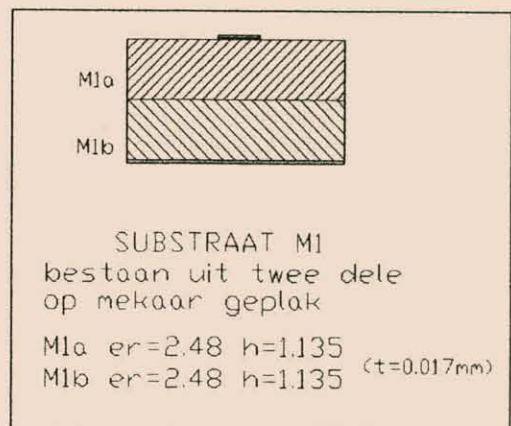 M1a
M1b
SUBSTRAAT M1
bestaan uit twee dele
op mekaar geplak
M1a er=2.48 h=1.135
M1b er=2.48 h=1.135 (t=0.017mm)